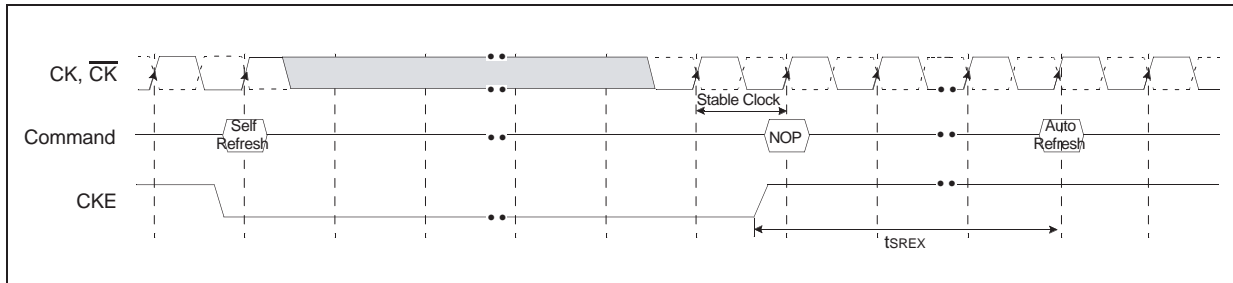 CK, CK
Stable Clock
Command
Self
Refresh
NOP
Auto
Refresh
CKE
tSREX